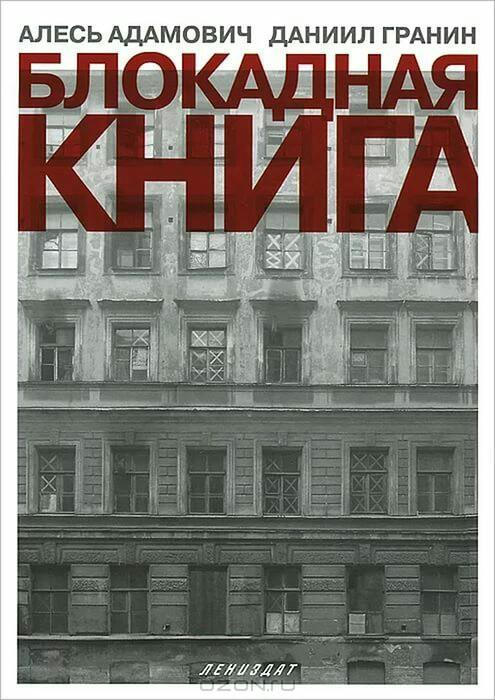 АЛЕСЬ АДАМОВИЧ ДАНИИЛ ГРАНИН
БЛОКАДНАЯ
КНИГА
ЛЕНИЗДАТ
OZON.RU